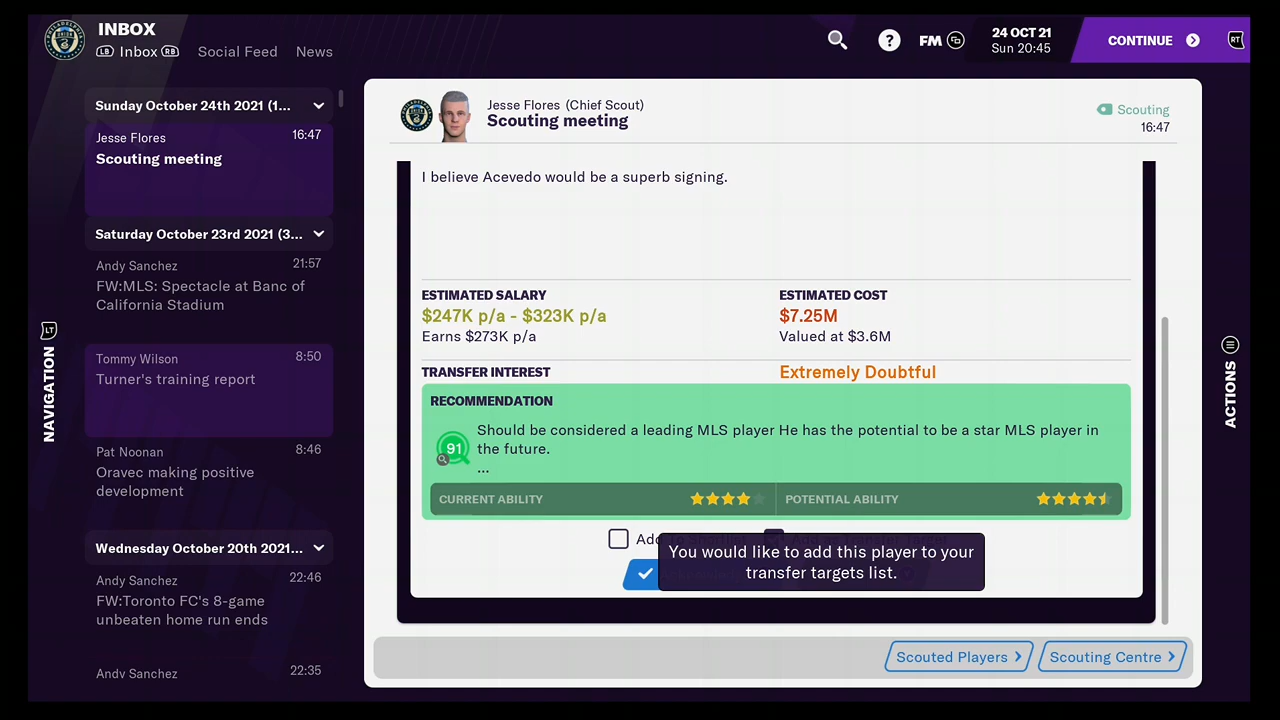 INBOX
LB Inbox RB
Social Feed
News
?
FM
24 OCT 21
Sun 20:45
CONTINUE
RT
Sunday October 24th 2021 (1...
Jesse Flores
16:47
Scouting meeting
Saturday October 23rd 2021 (3...
Andy Sanchez
21:57
FW:MLS: Spectacle at Banc of
California Stadium
Tommy Wilson
8:50
Turner's training report
Pat Noonan
8:46
Oravec making positive
development
Wednesday October 20th 2021...
Andy Sanchez
22:46
FW:Toronto FC's 8-game
unbeaten home run ends
Andy Sanchez
22:35
LT
NAVIGATION
Jesse Flores (Chief Scout)
Scouting meeting
Scouting
16:47
I believe Acevedo would be a superb signing.
ESTIMATED SALARY
$247K p/a - $323K p/a
Earns $273K p/a
ESTIMATED COST
$7.25M
Valued at $3.6M
TRANSFER INTEREST
Extremely Doubtful
RECOMMENDATION
91
Should be considered a leading MLS player He has the potential to be a star MLS player in
the future.
...
CURRENT ABILITY
POTENTIAL ABILITY
You would like to add this player to your
transfer targets list.
Scouted Players
Scouting Centre
ACTIONS